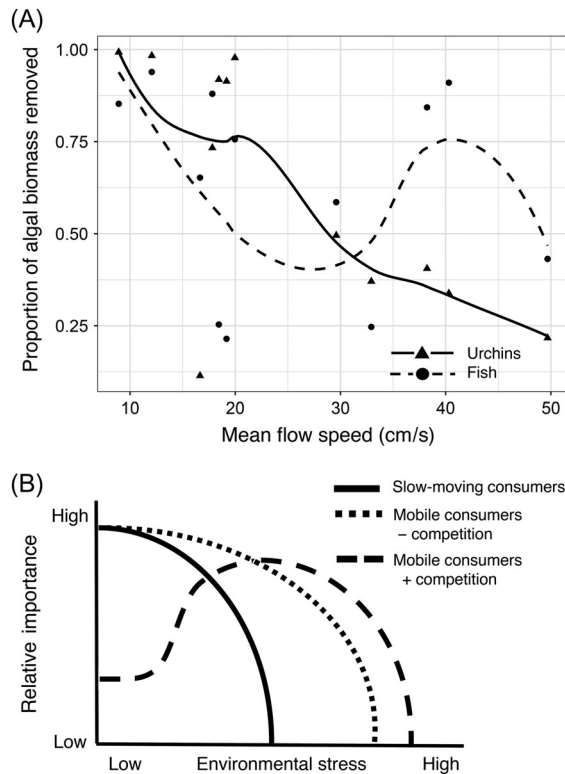 (A)
Proportion of algal biomass removed
1.00
0.75
0.50
0.25
Urchins
Fish
10
20
30
40
50
Mean flow speed (cm/s)
(B)
Slow-moving consumers
Mobile consumers
– competition
Mobile consumers
+ competition
Relative importance
High
Low
Low
Environmental stress
High